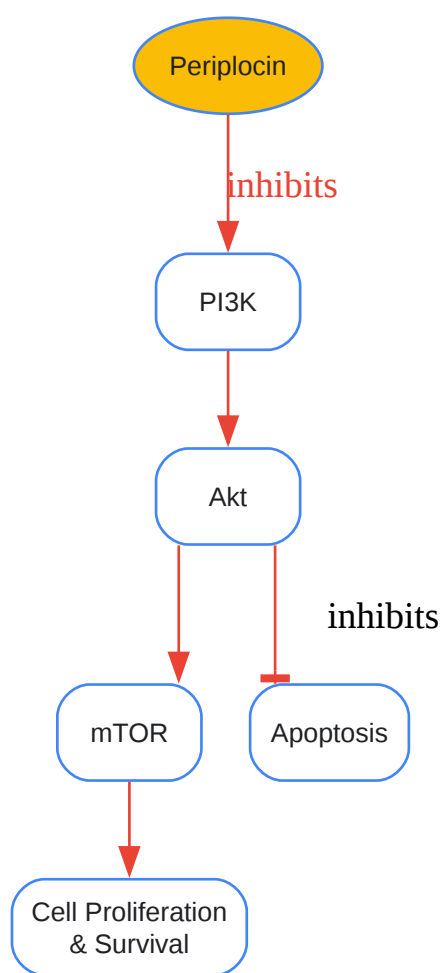 Periplocin
inhibits
PI3K
Akt
inhibits
mTOR
Apoptosis
Cell Proliferation
& Survival